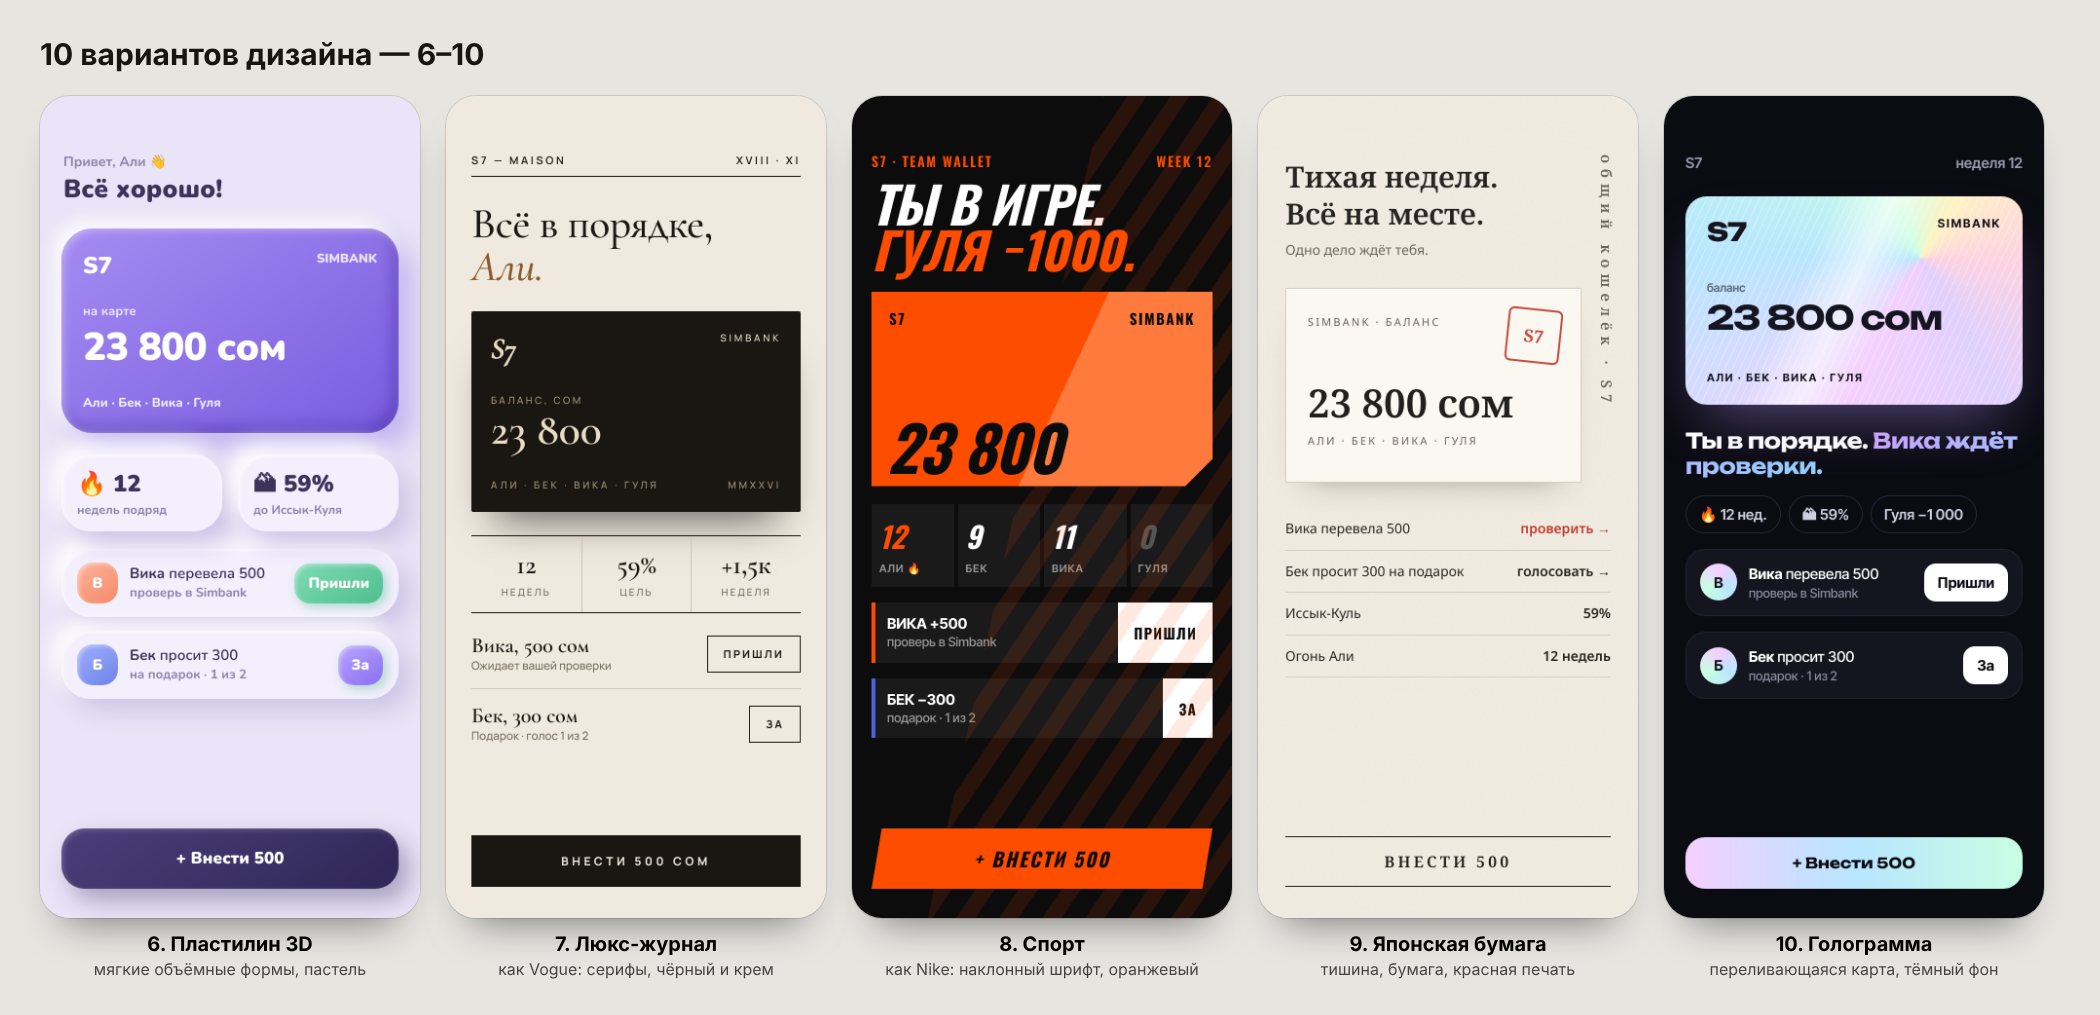 10 вариантов дизайна — 6–10
Привет, Али 👋
Всё хорошо!
S7
SIMBANK
на карте
23 800 сом
Али · Бек · Вика · Гуля
🔥 12
недель подряд
🏔 59%
до Иссык-Куля
В
Вика перевела 500
проверь в Simbank
Пришли
Б
Бек просит 300
на подарок · 1 из 2
За
+ Внести 500
6. Пластилин 3D
мягкие объёмные формы, пастель
S7 — MAISON
XVIII · XI
Всё в порядке,
Али.
S7
SIMBANK
БАЛАНС, СОМ
23 800
АЛИ · БЕК · ВИКА · ГУЛЯ
MMXXVI
12
НЕДЕЛЬ
59%
ЦЕЛЬ
+1,5К
НЕДЕЛЯ
Вика, 500 сом
Ожидает вашей проверки
ПРИШЛИ
Бек, 300 сом
Подарок · голос 1 из 2
ЗА
ВНЕСТИ 500 СОМ
7. Люкс-журнал
как Vogue: серифы, чёрный и крем
S7 · TEAM WALLET
WEEK 12
ТЫ В ИГРЕ.
ГУЛЯ −1000.
S7
SIMBANK
23 800
12
АЛИ 🔥
9
БЕК
11
ВИКА
0
ГУЛЯ
ВИКА +500
проверь в Simbank
ПРИШЛИ
БЕК −300
подарок · 1 из 2
ЗА
+ ВНЕСТИ 500
8. Спорт
как Nike: наклонный шрифт, оранжевый
Тихая неделя.
Всё на месте.
Одно дело ждёт тебя.
общий кошелёк · S7
SIMBANK · БАЛАНС
S7
23 800 сом
АЛИ · БЕК · ВИКА · ГУЛЯ
Вика перевела 500
проверить →
Бек просит 300 на подарок
голосовать →
Иссык-Куль
59%
Огонь Али
12 недель
ВНЕСТИ 500
9. Японская бумага
тишина, бумага, красная печать
S7
неделя 12
S7
SIMBANK
баланс
23 800 сом
АЛИ · БЕК · ВИКА · ГУЛЯ
Ты в порядке. Вика ждёт
проверки.
🔥 12 нед.
🏔 59%
Гуля −1 000
В
Вика перевела 500
проверь в Simbank
Пришли
Б
Бек просит 300
подарок · 1 из 2
За
+ Внести 500
10. Голограмма
переливающаяся карта, тёмный фон